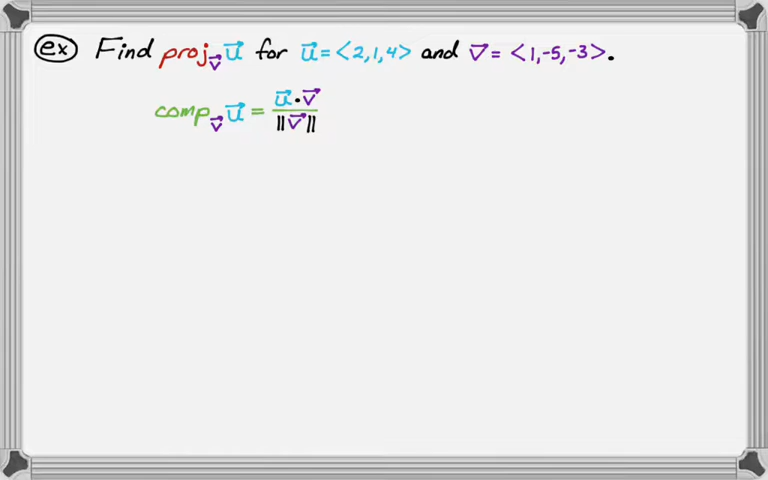 ex Find proj_v⃗ u⃗ for u⃗ = <2,1,4> and v⃗ = <1,-5,-3>.
comp_v⃗ u⃗ = (u⃗ · v⃗) / ||v⃗||